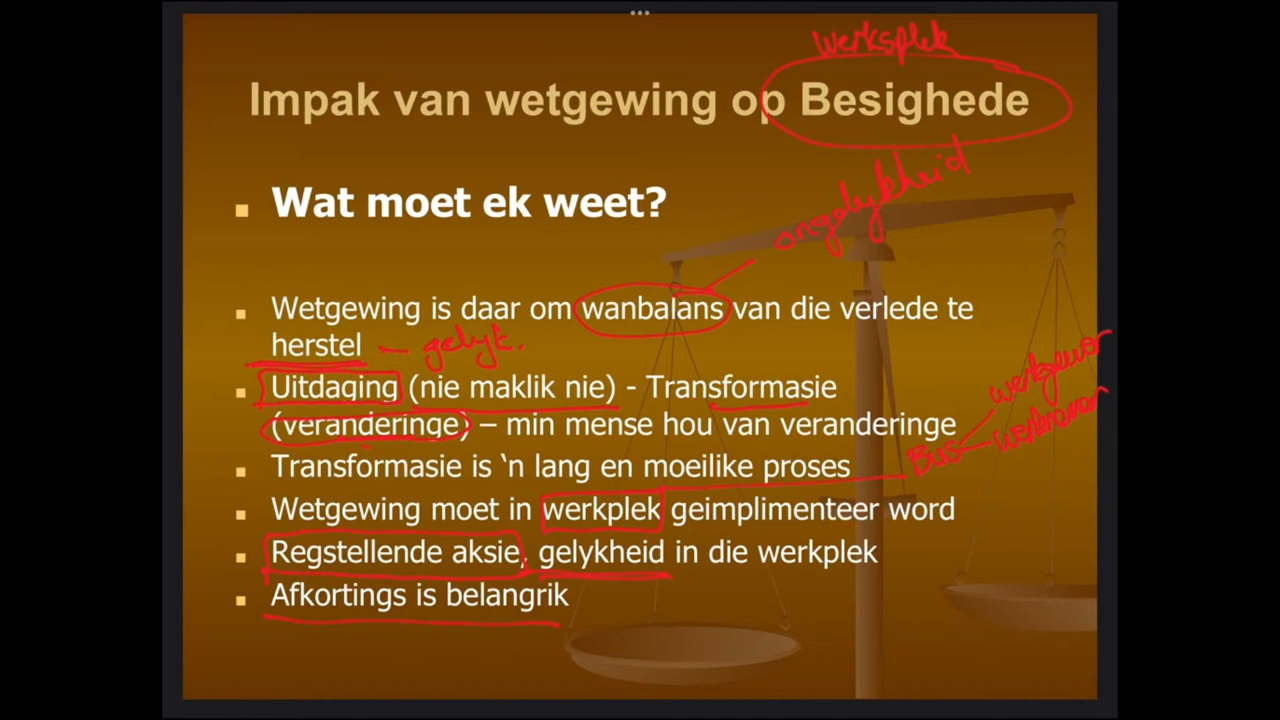 werksplek
Impak van wetgewing op Besighede
Wat moet ek weet?
ongelykheid
Wetgewing is daar om wanbalans van die verlede te
herstel - gelyk.
Uitdaging (nie maklik nie) - Transformasie
werkgewer
(veranderinge) – min mense hou van veranderinge
werknemer
Transformasie is ‘n lang en moeilike proses
Bus
Wetgewing moet in werkplek geimplimenteer word
Regstellende aksie, gelykheid in die werkplek
Afkortings is belangrik